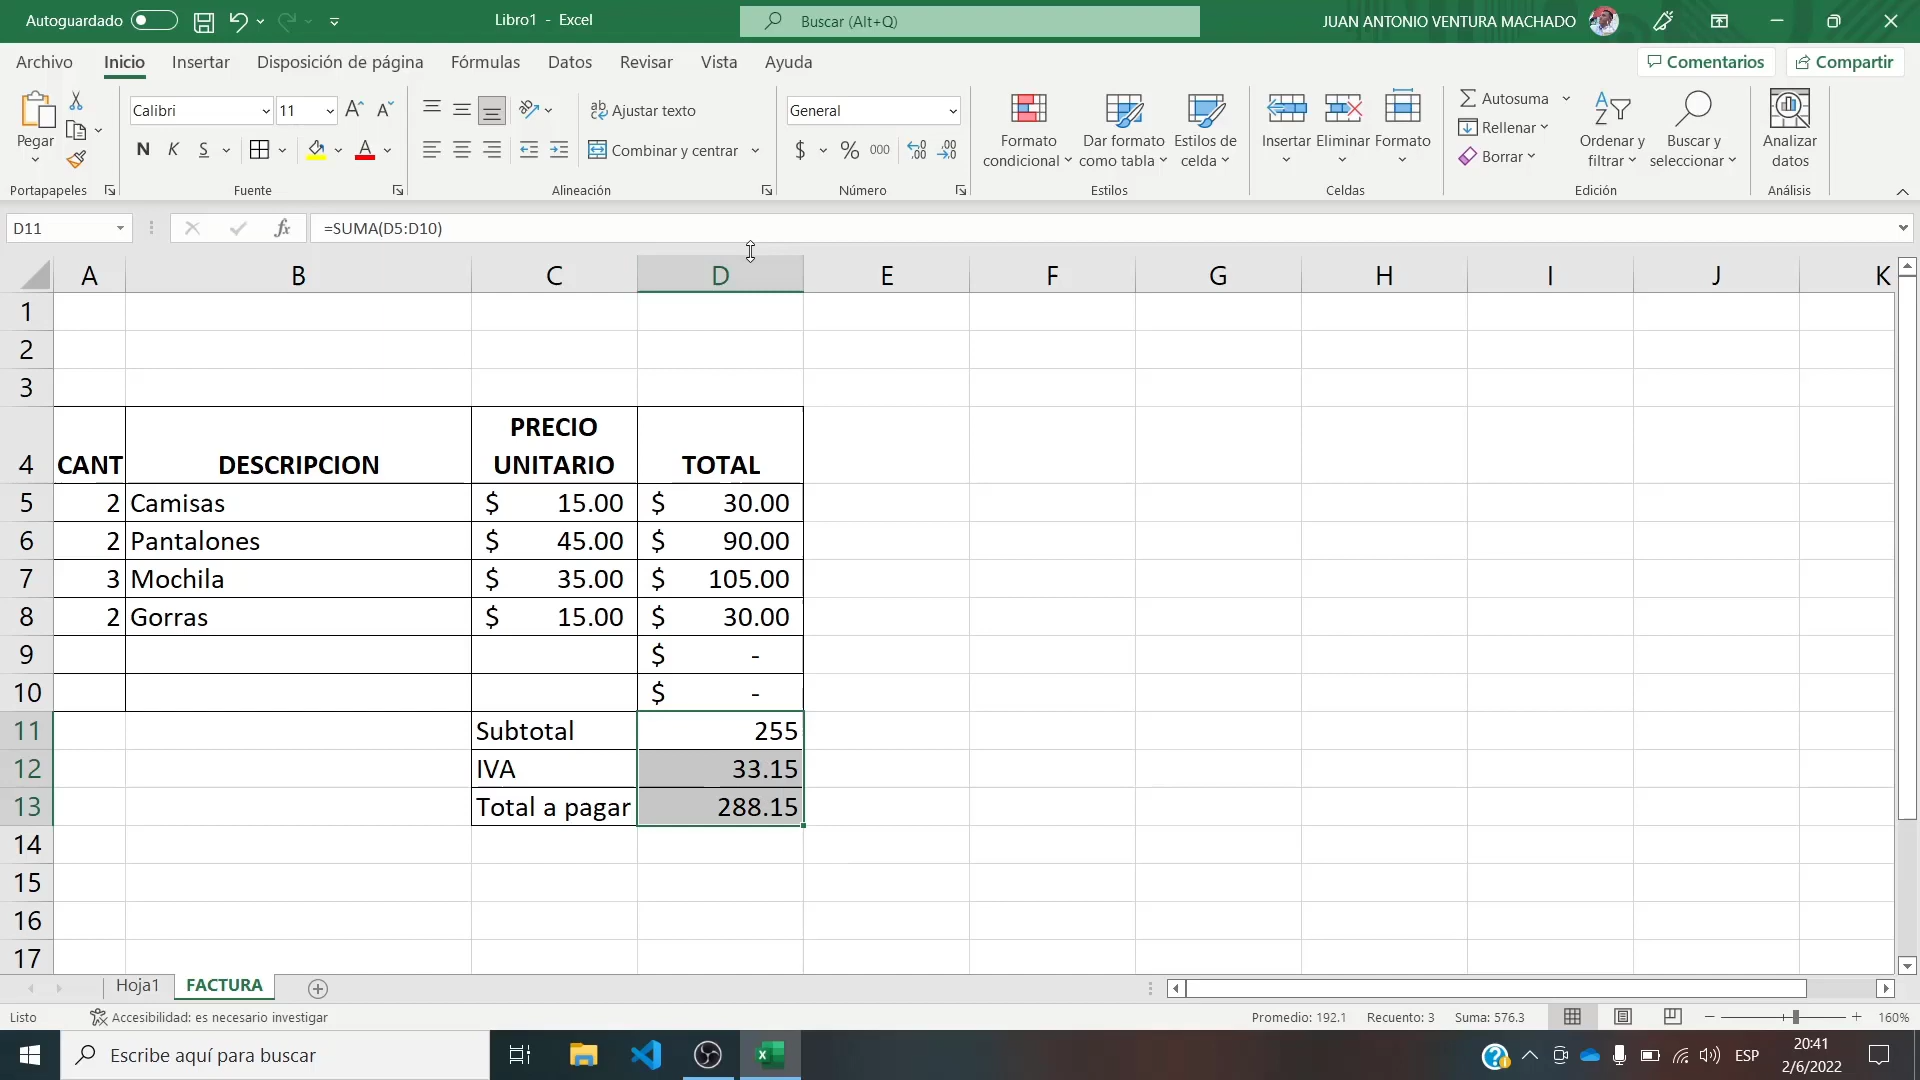 Autoguardado
Libro1 - Excel
Buscar (Alt+Q)
JUAN ANTONIO VENTURA MACHADO
Archivo Inicio Insertar Disposición de página Fórmulas Datos Revisar Vista Ayuda
Comentarios Compartir
Pegar
Portapapeles
Calibri 11
N K S
Fuente
Ajustar texto
Combinar y centrar
Alineación
General
$ % 000
Número
Formato condicional
Dar formato como tabla
Estilos de celda
Estilos
Insertar Eliminar Formato
Celdas
Autosuma
Rellenar
Borrar
Ordenar y filtrar
Buscar y seleccionar
Edición
Analizar datos
Análisis
D11 fx =SUMA(D5:D10)
A B C D E F G H I J K
1
2
3
4 CANT DESCRIPCION PRECIO UNITARIO TOTAL
5 2 Camisas $ 15.00 $ 30.00
6 2 Pantalones $ 45.00 $ 90.00
7 3 Mochila $ 35.00 $ 105.00
8 2 Gorras $ 15.00 $ 30.00
9 $ -
10 $ -
11 Subtotal 255
12 IVA 33.15
13 Total a pagar 288.15
14
15
16
17
Hoja1 FACTURA
Listo Accesibilidad: es necesario investigar Promedio: 192.1 Recuento: 3 Suma: 576.3 160%
Escribe aquí para buscar
ESP
20:41
2/6/2022